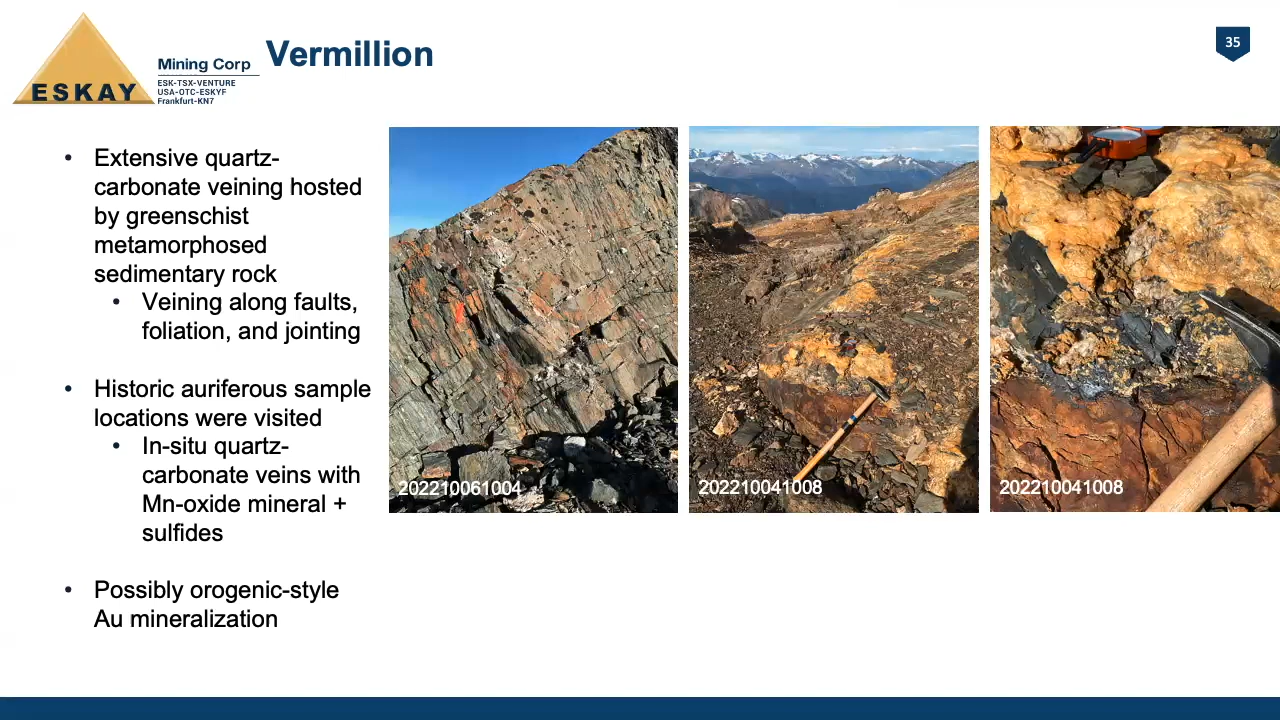 ESKAY
Mining Corp
ESK-TSX-VENTURE
USA-OTC-ESKYF
Frankfurt-KN7
Vermillion
35
• Extensive quartz-
carbonate veining hosted
by greenschist
metamorphosed
sedimentary rock
• Veining along faults,
foliation, and jointing
• Historic auriferous sample
locations were visited
• In-situ quartz-
carbonate veins with
Mn-oxide mineral +
sulfides
• Possibly orogenic-style
Au mineralization
202210061004
202210041008
202210041008